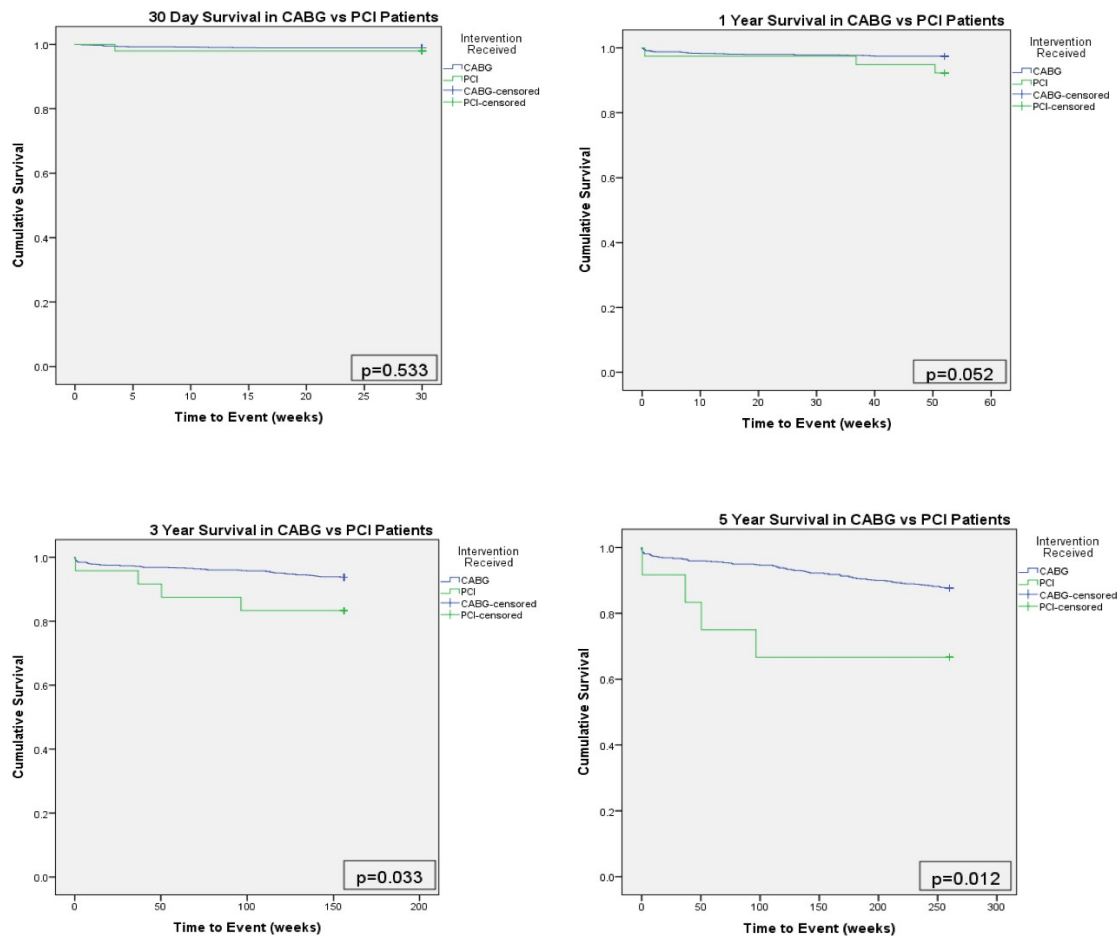 30 Day Survival in CABG vs PCI Patients
Intervention
Received
CABG
PCI
CABG-censored
PCI-censored
Cumulative Survival
1.0
0.8
0.6
0.4
0.2
0.0
p=0.533
0 5 10 15 20 25 30
Time to Event (weeks)
1 Year Survival in CABG vs PCI Patients
Intervention
Received
CABG
PCI
CABG-censored
PCI-censored
Cumulative Survival
1.0
0.8
0.6
0.4
0.2
0.0
p=0.052
0 10 20 30 40 50 60
Time to Event (weeks)
3 Year Survival in CABG vs PCI Patients
Intervention
Received
CABG
PCI
CABG-censored
PCI-censored
Cumulative Survival
1.0
0.8
0.6
0.4
0.2
0.0
p=0.033
0 50 100 150 200
Time to Event (weeks)
5 Year Survival in CABG vs PCI Patients
Intervention
Received
CABG
PCI
CABG-censored
PCI-censored
Cumulative Survival
1.0
0.8
0.6
0.4
0.2
0.0
p=0.012
0 50 100 150 200 250 300
Time to Event (weeks)